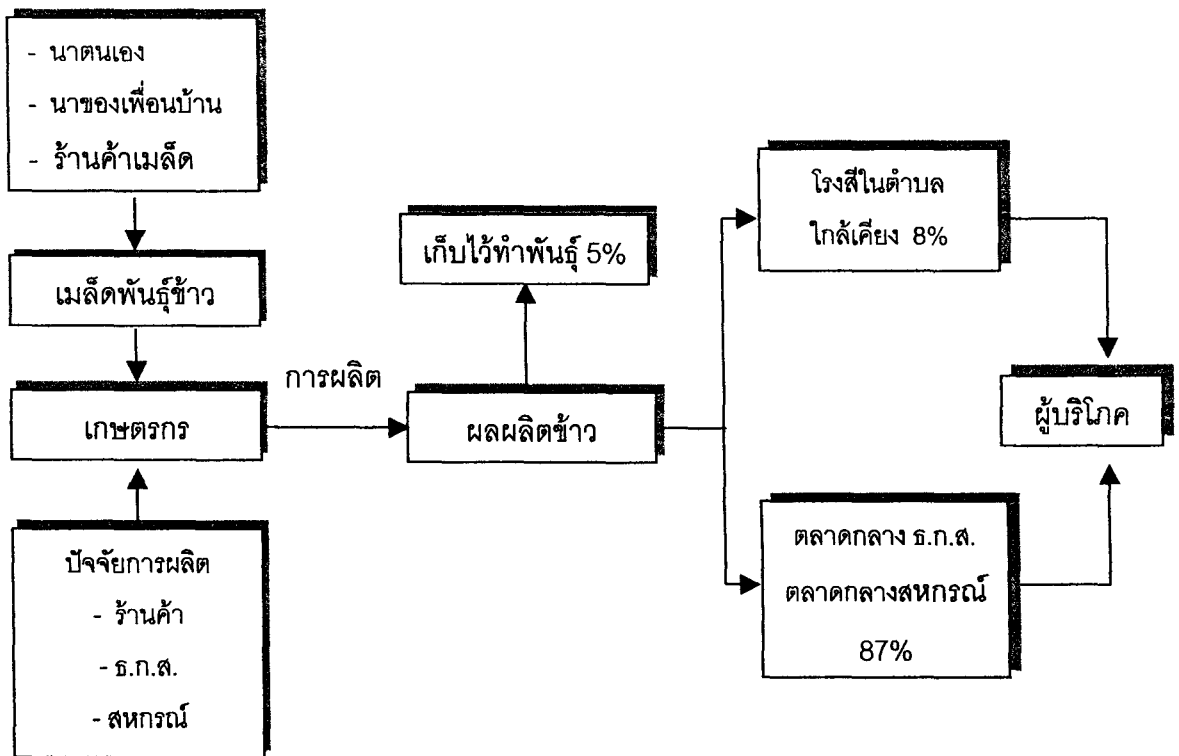 - นาตนเอง
- นาของเพื่อนบ้าน
- ร้านค้าเมล็ด
เมล็ดพันธุ์ข้าว
เกษตรกร
ปัจจัยการผลิต
- ร้านค้า
- ธ.ก.ส.
- สหกรณ์
การผลิต
เก็บไว้ทำพันธุ์ 5%
ผลผลิตข้าว
โรงสีในตำบล
ใกล้เคียง 8%
ตลาดกลาง ธ.ก.ส.
ตลาดกลางสหกรณ์
87%
ผู้บริโภค